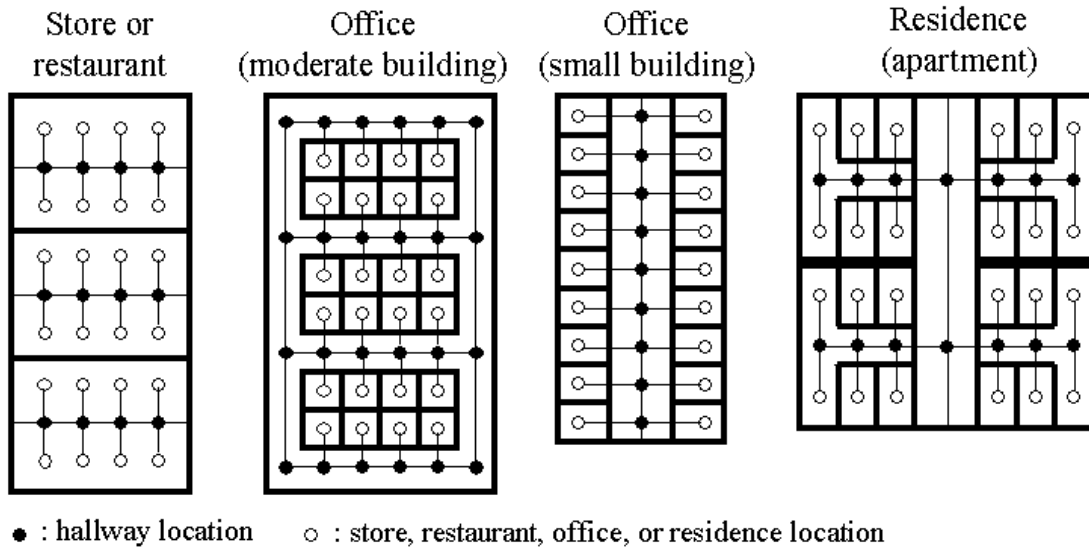 Store or
restaurant
Office
(moderate building)
Office
(small building)
Residence
(apartment)
: hallway location
: store, restaurant, office, or residence location